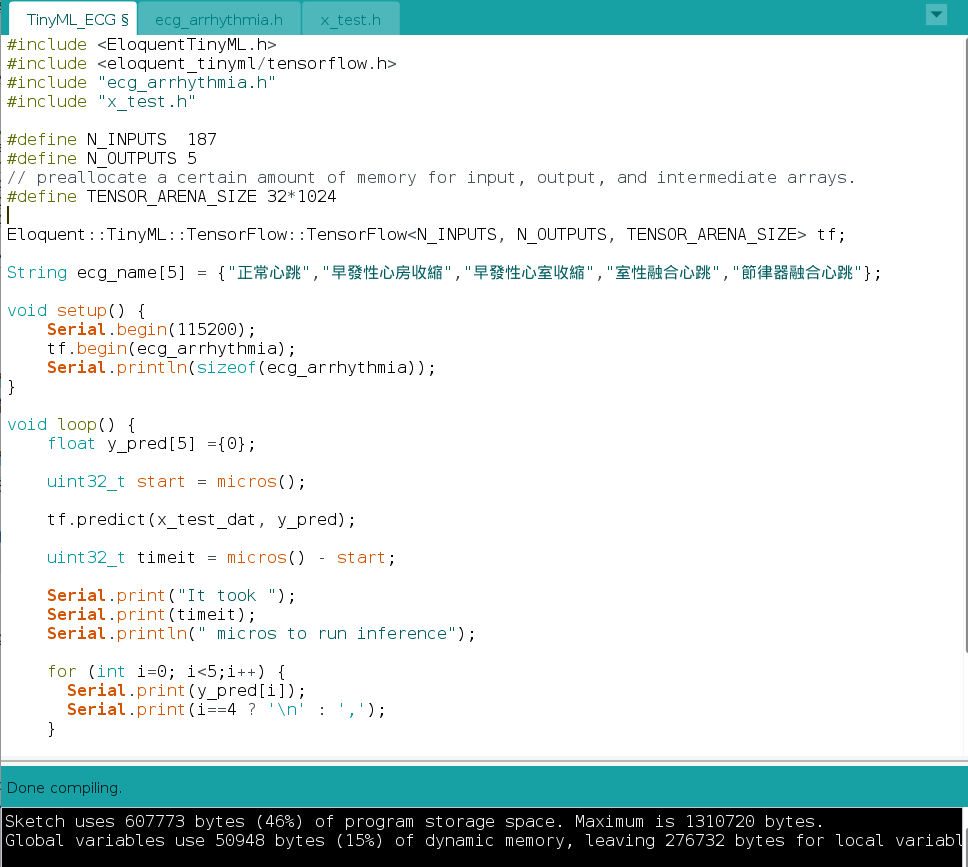 TinyML_ECG § ecg_arrhythmia.h x_test.h
#include <EloquentTinyML.h>
#include <eloquent_tinyml/tensorflow.h>
#include "ecg_arrhythmia.h"
#include "x_test.h"
#define N_INPUTS  187
#define N_OUTPUTS 5
// preallocate a certain amount of memory for input, output, and intermediate arrays.
#define TENSOR_ARENA_SIZE 32*1024
Eloquent::TinyML::TensorFlow::TensorFlow<N_INPUTS, N_OUTPUTS, TENSOR_ARENA_SIZE> tf;
String ecg_name[5] = {"正常心跳","早發性心房收縮","早發性心室收縮","室性融合心跳","節律器融合心跳"};
void setup() {
    Serial.begin(115200);
    tf.begin(ecg_arrhythmia);
    Serial.println(sizeof(ecg_arrhythmia));
}
void loop() {
    float y_pred[5] ={0};
    uint32_t start = micros();
    tf.predict(x_test_dat, y_pred);
    uint32_t timeit = micros() - start;
    Serial.print("It took ");
    Serial.print(timeit);
    Serial.println(" micros to run inference");
    for (int i=0; i<5;i++) {
      Serial.print(y_pred[i]);
      Serial.print(i==4 ? '\n' : ',');
    }
Done compiling.
Sketch uses 607773 bytes (46%) of program storage space. Maximum is 1310720 bytes.
Global variables use 50948 bytes (15%) of dynamic memory, leaving 276732 bytes for local variabl